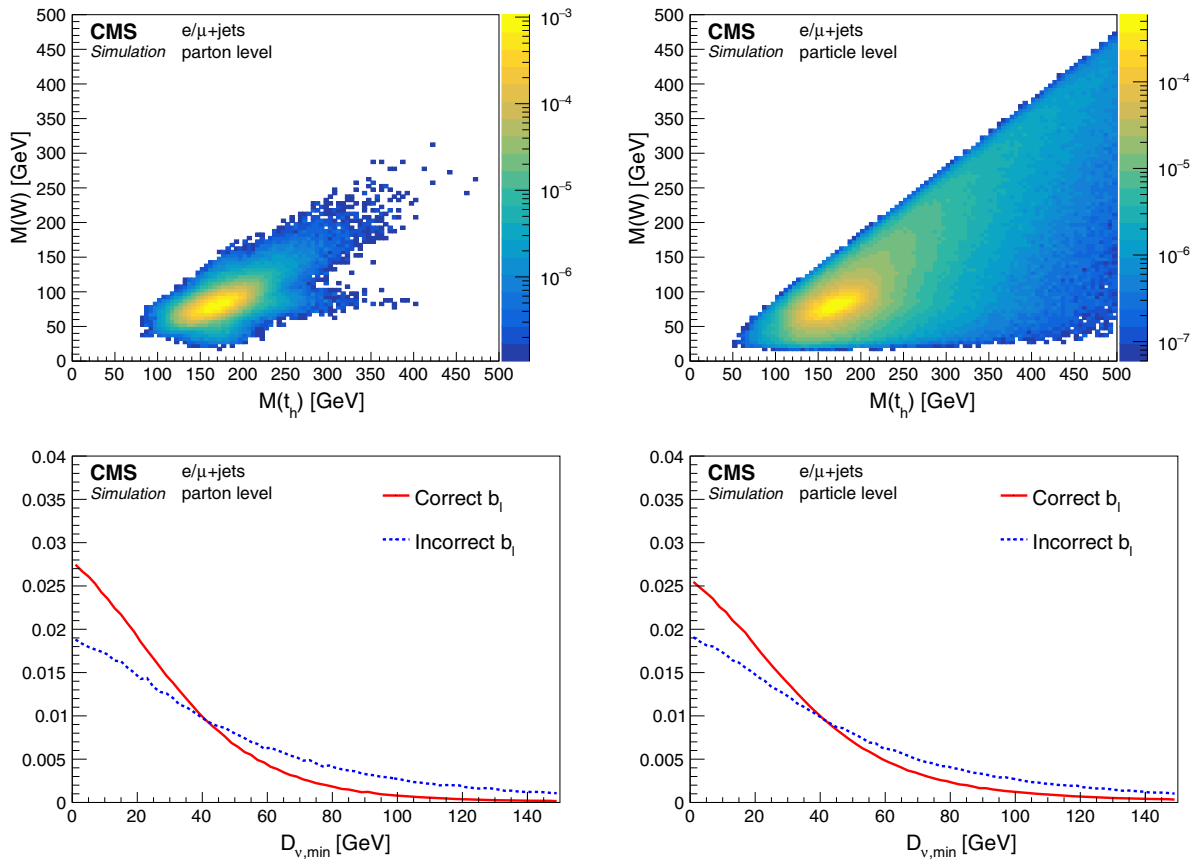 CMS e/μ+jets
Simulation parton level
500
450
400
350
300
250
200
150
100
50
0
M(W) [GeV]
0 50 100 150 200 250 300 350 400 450 500
M(t_h) [GeV]
10⁻³
10⁻⁴
10⁻⁵
10⁻⁶
CMS e/μ+jets
Simulation particle level
500
450
400
350
300
250
200
150
100
50
0
M(W) [GeV]
0 50 100 150 200 250 300 350 400 450 500
M(t_h) [GeV]
10⁻⁴
10⁻⁵
10⁻⁶
10⁻⁷
CMS e/μ+jets
Simulation parton level
Correct b_l
Incorrect b_l
0.04
0.035
0.03
0.025
0.02
0.015
0.01
0.005
0
0 20 40 60 80 100 120 140
D_ν,min [GeV]
CMS e/μ+jets
Simulation particle level
Correct b_l
Incorrect b_l
0.04
0.035
0.03
0.025
0.02
0.015
0.01
0.005
0
0 20 40 60 80 100 120 140
D_ν,min [GeV]